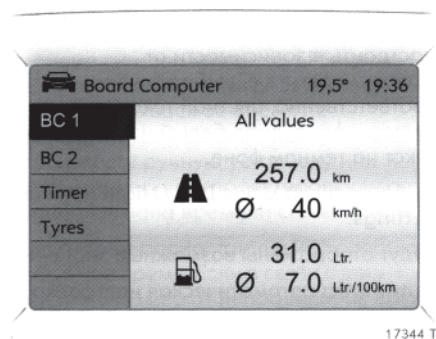 Board Computer 19,5° 19:36
BC 1
All values
BC 2
Timer
Tyres
257.0 km
Ø 40 km/h
31.0 Ltr.
Ø 7.0 Ltr./100km
17344 T